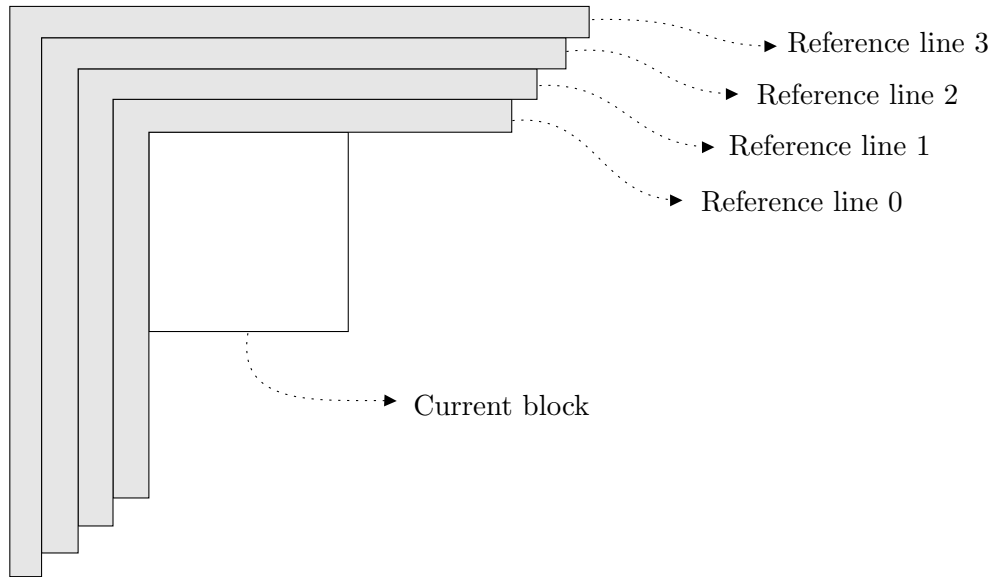 Reference line 3
Reference line 2
Reference line 1
Reference line 0
Current block